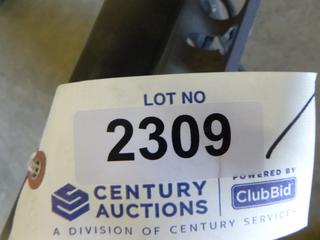 LOT NO
2309
CENTURY
AUCTIONS
POWERED BY
ClubBid
A DIVISION OF CENTURY SERVICES